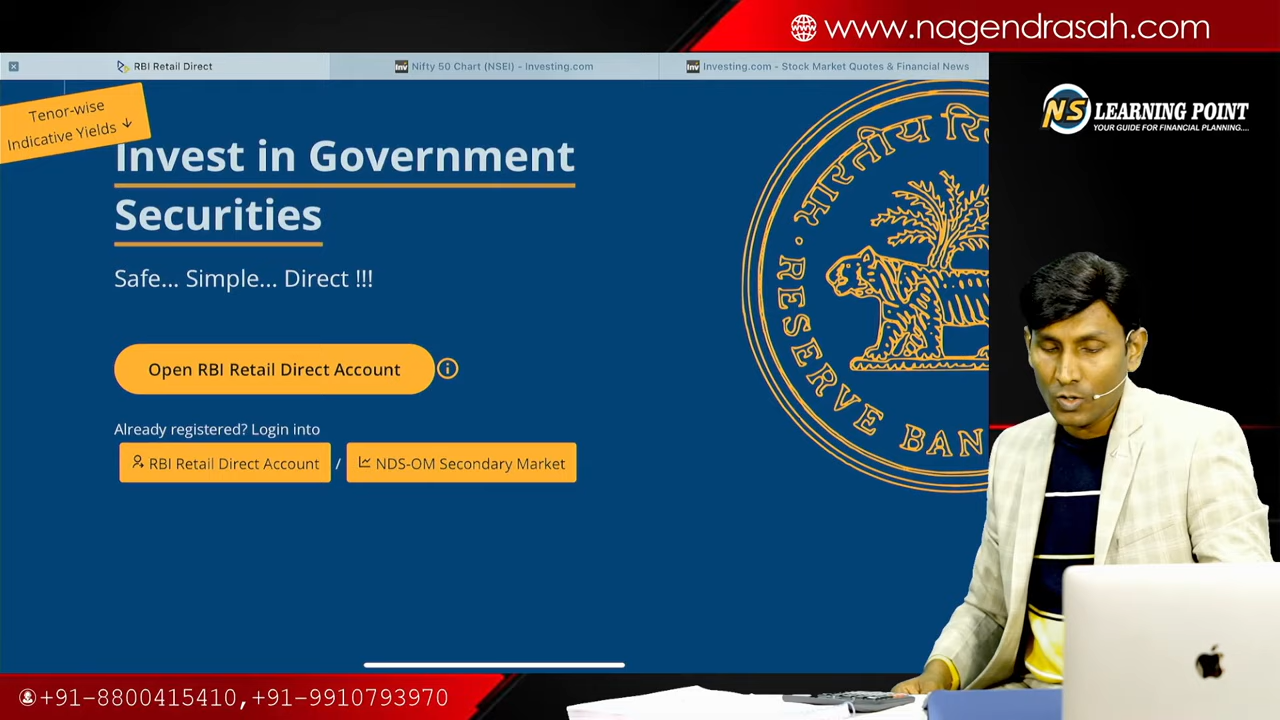 www.nagendrasah.com
RBI Retail Direct
Nifty 50 Chart (NSEI) - Investing.com
Investing.com - Stock Market Quotes & Financial News
Tenor-wise
Indicative Yields ↓
Invest in Government
Securities
Safe... Simple... Direct !!!
Open RBI Retail Direct Account
Already registered? Login into
RBI Retail Direct Account / NDS-OM Secondary Market
भारतीय रि
RESERVE BAN
NS LEARNING POINT
YOUR GUIDE FOR FINANCIAL PLANNING....
+91-8800415410,+91-9910793970